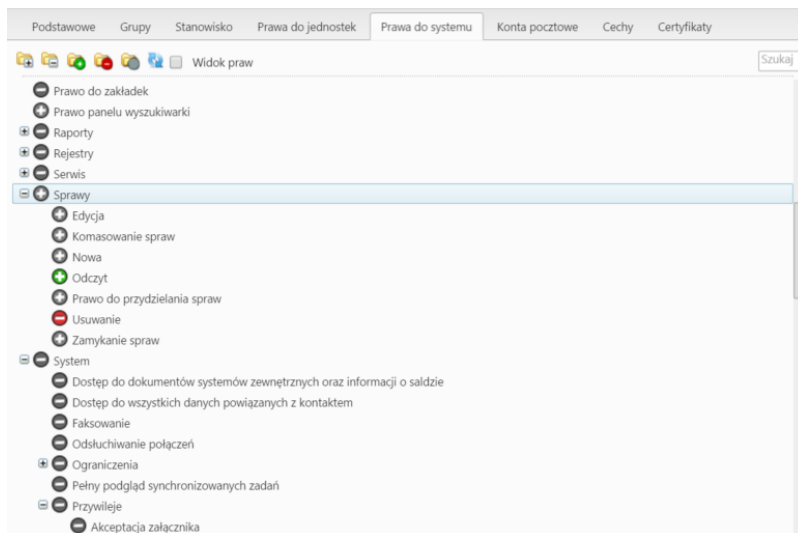 Podstawowe Grupy Stanowisko Prawa do jednostek Prawa do systemu Konta pocztowe Cechy Certyfikaty
Widok praw Szukaj
Prawo do zakładek
Prawo panelu wyszukiwarki
Raporty
Rejestry
Serwis
Sprawy
Edycja
Komasowanie spraw
Nowa
Odczyt
Prawo do przydzielania spraw
Usuwanie
Zamykanie spraw
System
Dostęp do dokumentów systemów zewnętrznych oraz informacji o saldzie
Dostęp do wszystkich danych powiązanych z kontaktem
Faksowanie
Odsłuchiwanie połączeń
Ograniczenia
Pełny podgląd synchronizowanych zadań
Przywileje
Akceptacja załącznika